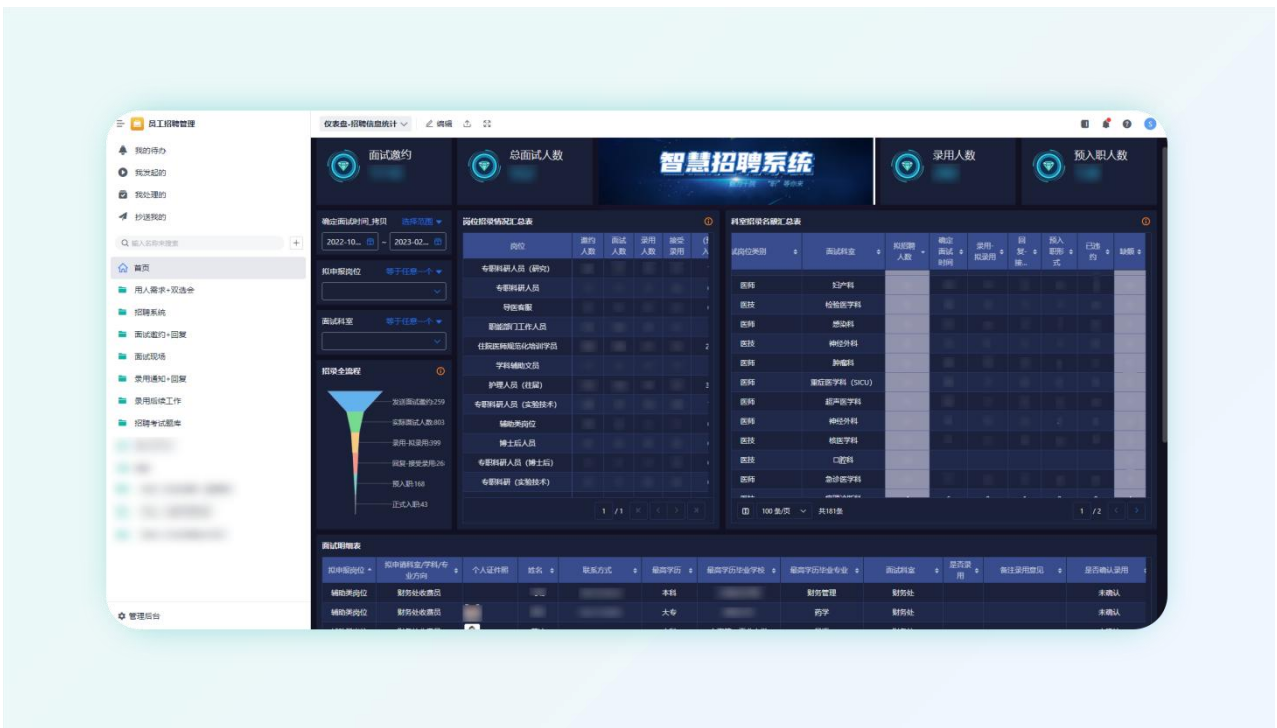 员工招聘管理
仪表盘-招聘信息统计
编辑
我的待办
我发起的
我处理的
抄送我的
输入名称来搜索
首页
用人需求+双选会
招聘系统
面试邀约+回复
面试现场
录用通知+回复
录用后续工作
招聘考试题库
管理后台
面试邀约
总面试人数
智慧招聘系统
录用人数
预入职人数
确定面试时间_拷贝 选择范围
2022-10... ~ 2023-02...
拟申报岗位 等于任意一个
面试科室 等于任意一个
招录全流程
发送面试邀约:259
实际面试人数:803
录用-拟录用:399
回复-接受录用:26
预入职:168
正式入职:43
岗位招录情况汇总表
岗位 邀约人数 面试人数 录用人数 接受录用
专职科研人员（研究）
专职科研人员
导医客服
职能部门工作人员
住院医师规范化培训学员
学科辅助文员
护理人员（往届）
专职科研人员（实验技术）
辅助类岗位
博士后人员
专职科研人员（博士后）
专职科研（实验技术）
1 /1
科室招录名额汇总表
试岗位类别 面试科室 拟招聘人数 确定面试时间 录用-拟录用 回复-接... 预入职形式 已违约 缺额
医师 妇产科
医技 检验医学科
医师 感染科
医技 神经外科
医师 肿瘤科
医师 重症医学科（SICU）
医师 超声医学科
医师 神经外科
医技 核医学科
医技 口腔科
医师 急诊医学科
100 条/页 共181条
1 /2
面试明细表
拟申报岗位 拟申请科室/学科/专业方向 个人证件照 姓名 联系方式 最高学历 最高学历毕业学校 最高学历毕业专业 面试科室 是否录用 备注录用意见 是否确认录用
辅助类岗位 财务处收费员 本科 财务管理 财务处 未确认
辅助类岗位 财务处收费员 大专 药学 财务处 未确认